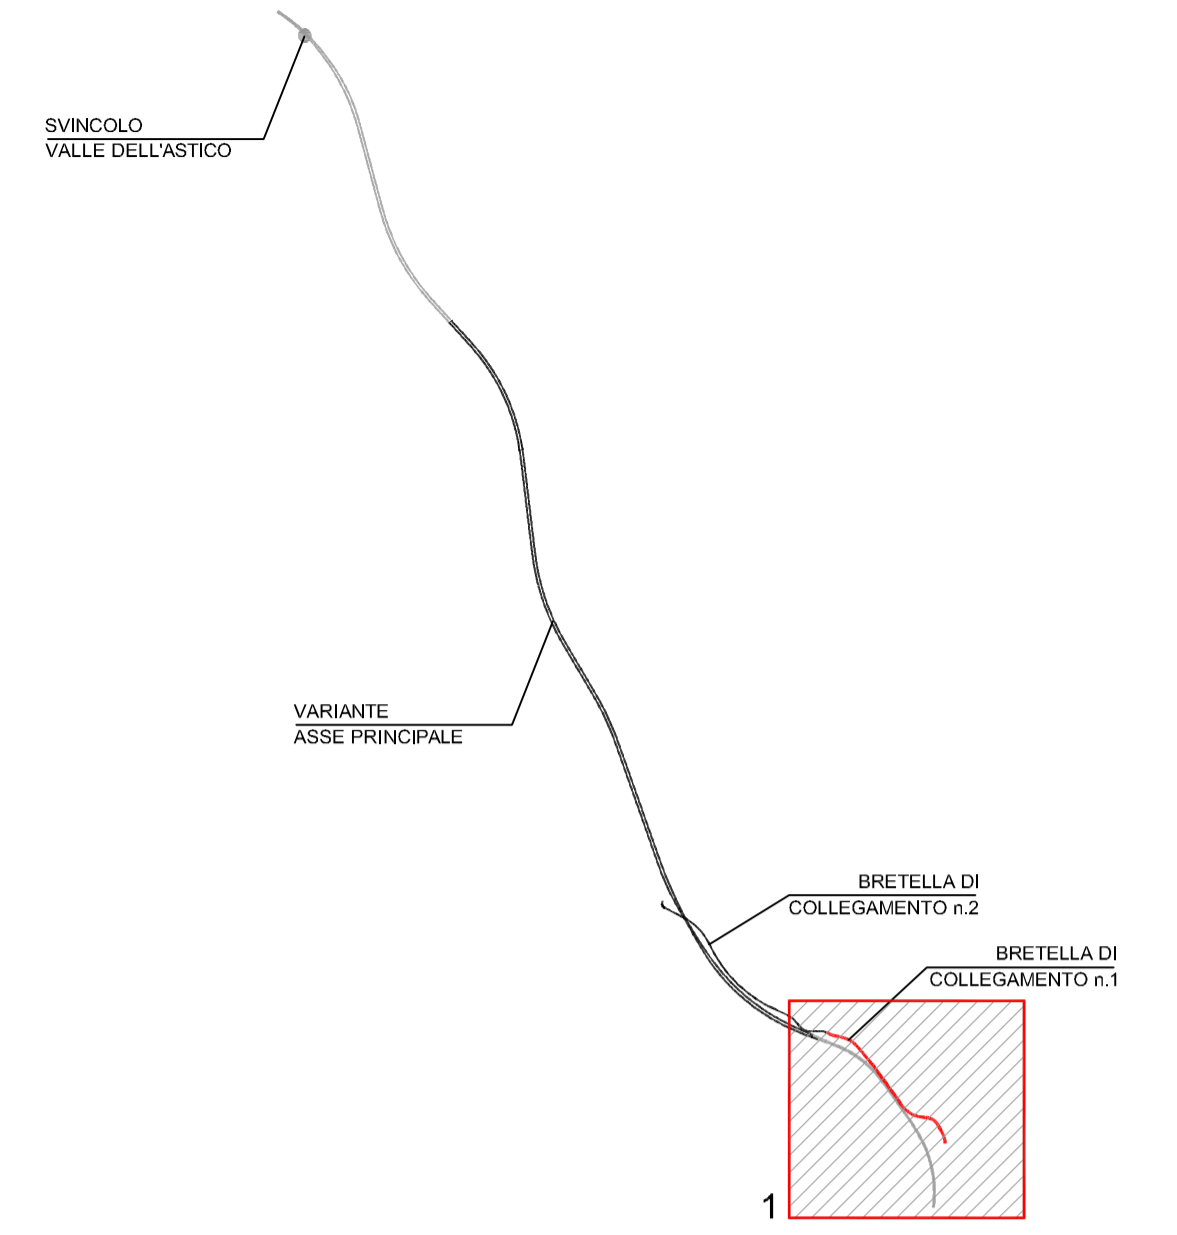 SVINCOLO
VALLE DELL'ASTICO
VARIANTE
ASSE PRINCIPALE
BRETELLA DI
COLLEGAMENTO n.2
BRETELLA DI
COLLEGAMENTO n.1
1